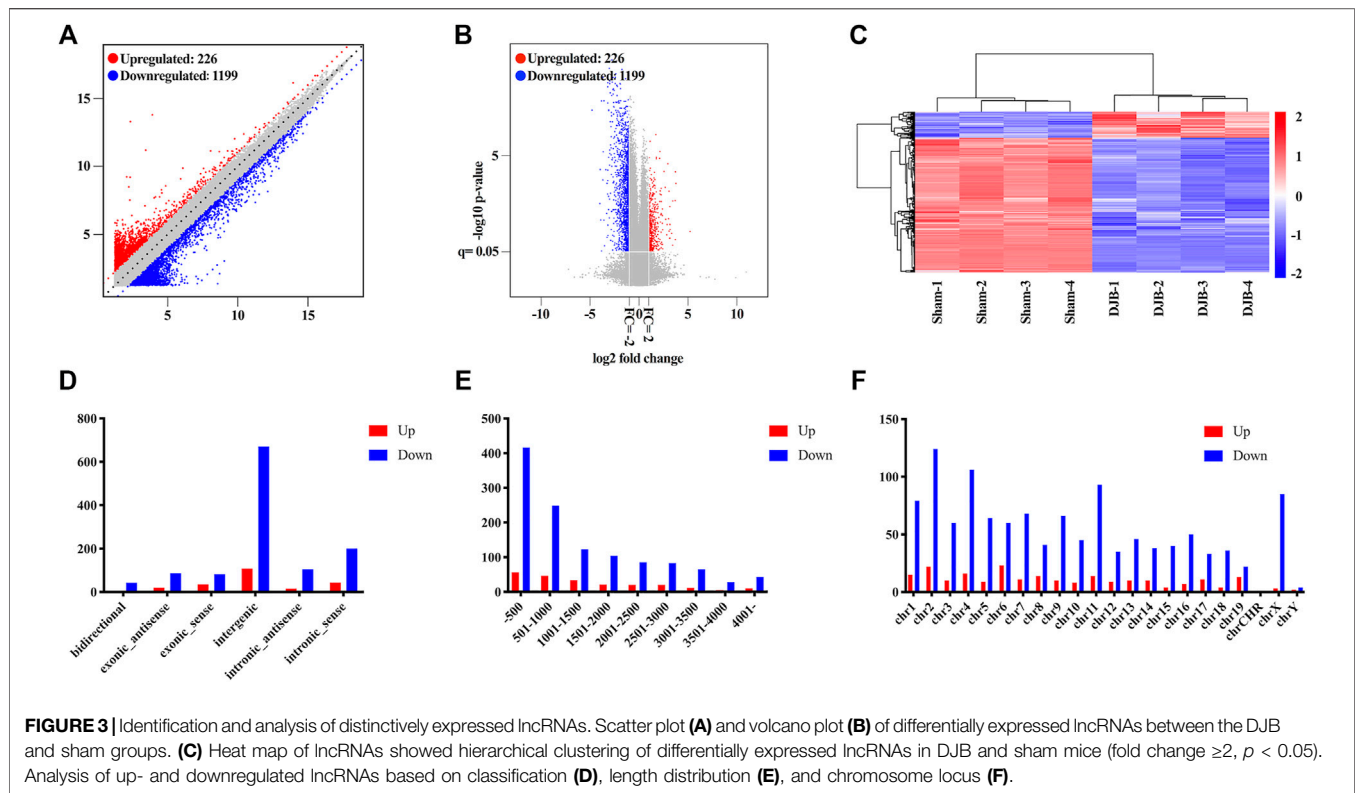 A
Upregulated: 226
Downregulated: 1199
15
10
5
5
10
15
B
Upregulated: 226
Downregulated: 1199
-log10 p-value
5
q= 0.05
-10
-5
FC=-2
0
FC=2
5
10
log2 fold change
C
2
1
0
-1
-2
Sham-1
Sham-2
Sham-3
Sham-4
DJB-1
DJB-2
DJB-3
DJB-4
D
800
600
400
200
0
Up
Down
bidirectional
exonic_antisense
exonic_sense
intergenic
intronic_antisense
intronic_sense
E
500
400
300
200
100
0
Up
Down
-500
501-1000
1001-1500
1501-2000
2001-2500
2501-3000
3001-3500
3501-4000
4001-
F
150
100
50
0
Up
Down
chr1
chr2
chr3
chr4
chr5
chr6
chr7
chr8
chr9
chr10
chr11
chr12
chr13
chr14
chr15
chr16
chr17
chr18
chr19
chrCHR
chrX
chrY
FIGURE 3 | Identification and analysis of distinctively expressed lncRNAs. Scatter plot (A) and volcano plot (B) of differentially expressed lncRNAs between the DJB
and sham groups. (C) Heat map of lncRNAs showed hierarchical clustering of differentially expressed lncRNAs in DJB and sham mice (fold change ≥2, p < 0.05).
Analysis of up- and downregulated lncRNAs based on classification (D), length distribution (E), and chromosome locus (F).